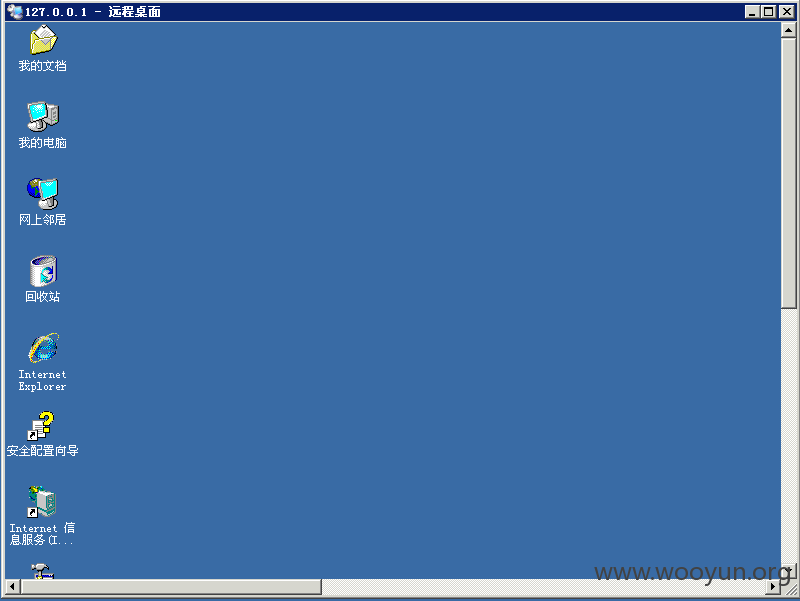 127.0.0.1 - 远程桌面
我的文档
我的电脑
网上邻居
回收站
Internet
Explorer
安全配置向导
Internet 信
息服务(I...
www.wooyun.org